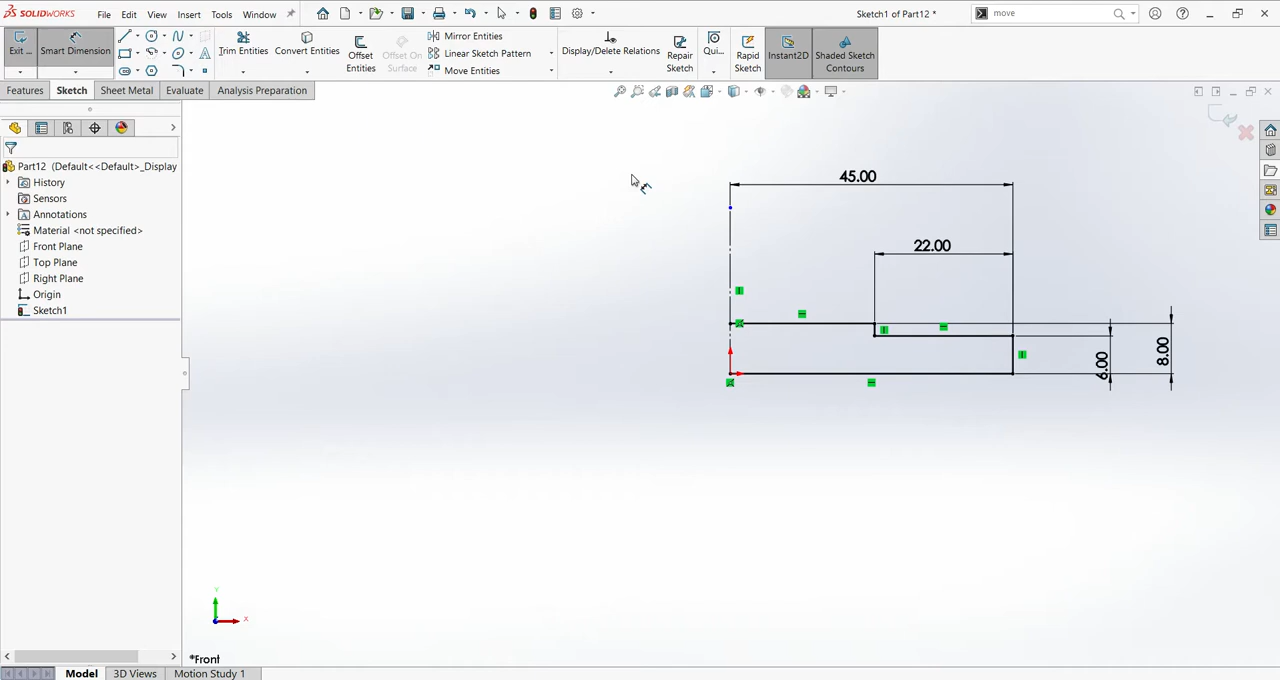 SOLIDWORKS File Edit View Insert Tools Window Sketch1 of Part12 * move
Exit ... Smart Dimension Trim Entities Convert Entities Offset Entities Offset On Surface Mirror Entities Linear Sketch Pattern Move Entities Display/Delete Relations Repair Sketch Qui... Rapid Sketch Instant2D Shaded Sketch Contours
Features Sketch Sheet Metal Evaluate Analysis Preparation
Part12 (Default<<Default>_Display
History
Sensors
Annotations
Material <not specified>
Front Plane
Top Plane
Right Plane
Origin
Sketch1
45.00
22.00
6.00
8.00
Y
X
*Front
Model 3D Views Motion Study 1